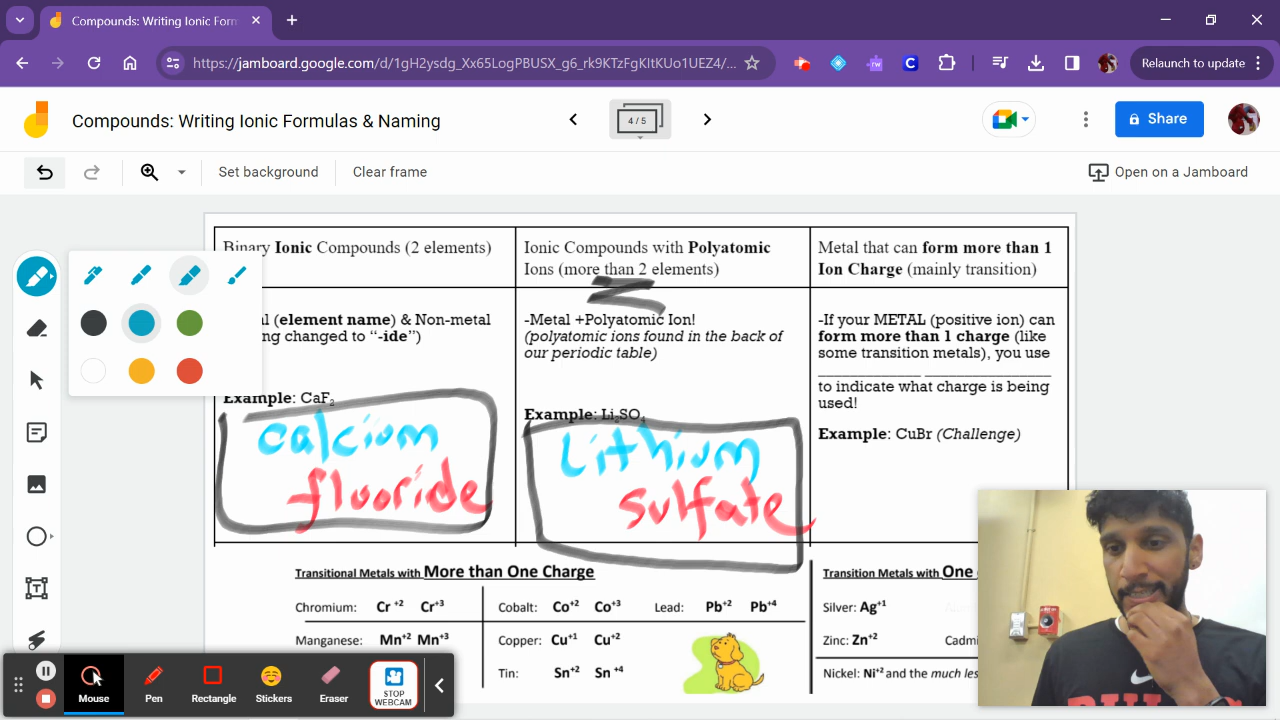 Compounds: Writing Ionic Form
https://jamboard.google.com/d/1gH2ysdg_Xx65LogPBUSX_g6_rk9KTzFgKItKUo1UEZ4/...
Relaunch to update
Compounds: Writing Ionic Formulas & Naming
4 / 5
Share
Set background
Clear frame
Open on a Jamboard
Binary Ionic Compounds (2 elements)
(element name) & Non-metal
changed to “-ide”)
Example: CaF₂
calcium
fluoride
Ionic Compounds with Polyatomic
Ions (more than 2 elements)
-Metal +Polyatomic Ion!
(polyatomic ions found in the back of
our periodic table)
Example: Li₂SO₄
Lithium
sulfate
Metal that can form more than 1
Ion Charge (mainly transition)
-If your METAL (positive ion) can
form more than 1 charge (like
some transition metals), you use
_____________ _____________
to indicate what charge is being
used!
Example: CuBr (Challenge)
Transitional Metals with More than One Charge
Chromium: Cr⁺² Cr⁺³
Manganese: Mn⁺² Mn⁺³
Cobalt: Co⁺² Co⁺³ Lead: Pb⁺² Pb⁺⁴
Copper: Cu⁺¹ Cu⁺²
Tin: Sn⁺² Sn⁺⁴
Transition Metals with One
Silver: Ag⁺¹
Zinc: Zn⁺² Cadmi
Nickel: Ni⁺² and the much les
Mouse
Pen
Rectangle
Stickers
Eraser
STOP
WEBCAM